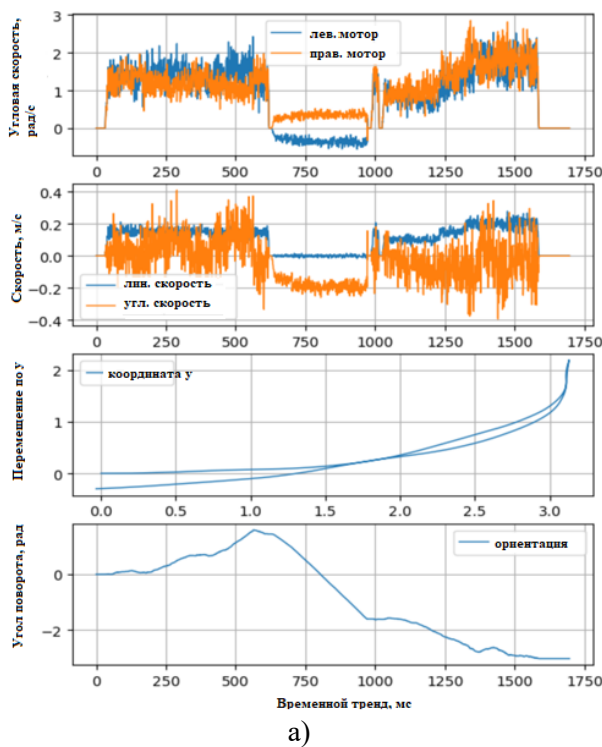 Угловая скорость,
рад/с
3
2
1
0
лев. мотор
прав. мотор
0 250 500 750 1000 1250 1500 1750
Скорость, м/с
0.4
0.2
0.0
−0.2
−0.4
лин. скорость
угл. скорость
0 250 500 750 1000 1250 1500 1750
Перемещение по y
2
1
0
координата y
0.0 0.5 1.0 1.5 2.0 2.5 3.0
Угол поворота, рад
0
−2
ориентация
0 250 500 750 1000 1250 1500 1750
Временной тренд, мс
а)